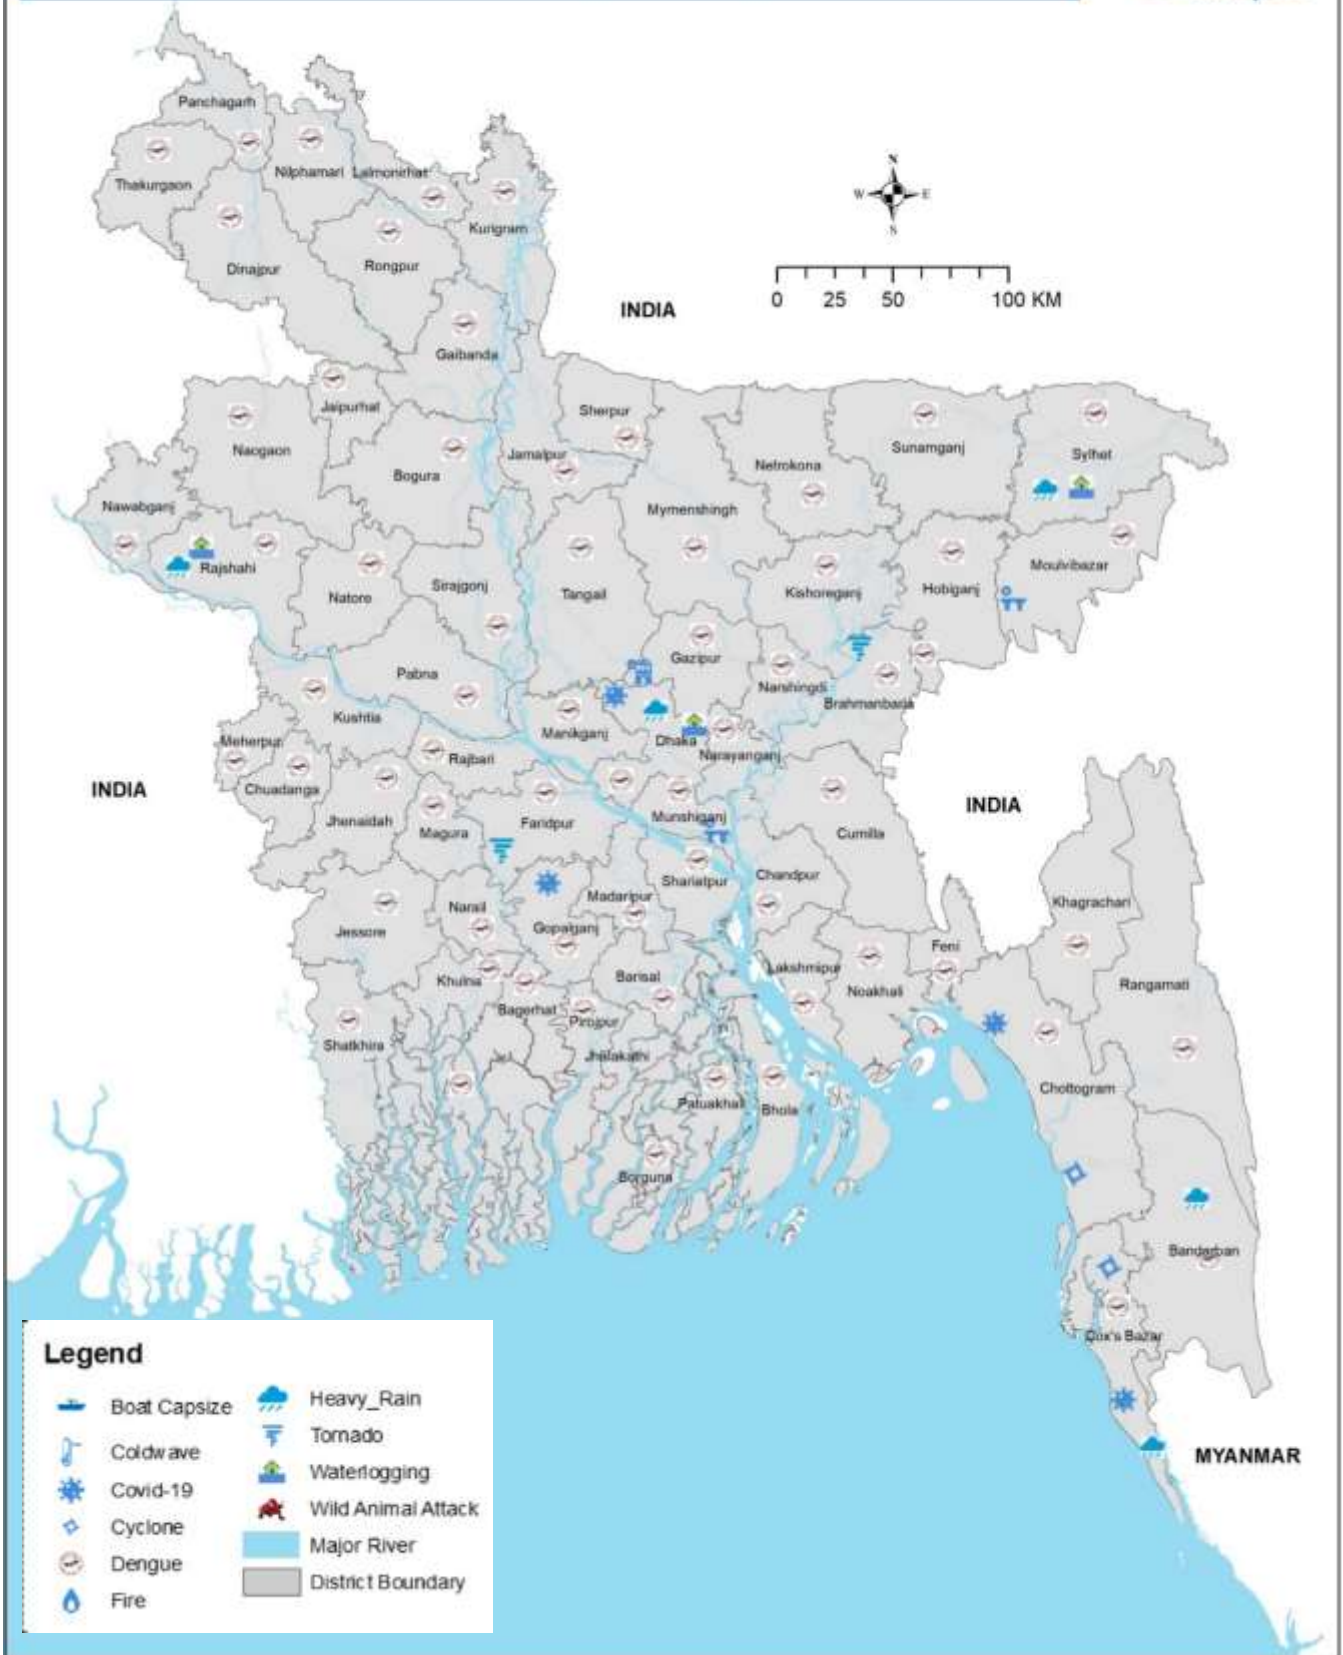 Panchagarh
Thakurgaon
Nilphamari
Lalmonirhat
Kurigram
Dinajpur
Rongpur
Gaibanda
N
W
E
S
0 25 50 100 KM
INDIA
Jaipurhat
Naogaon
Bogura
Sherpur
Jamalpur
Netrokona
Sunamganj
Sylhet
Nawabganj
Rajshahi
Natore
Sirajgonj
Tangail
Mymenshingh
Kishoreganj
Hobiganj
Moulvibazar
Pabna
Gazipur
Narshingdi
Brahmanbaria
Kushtia
Manikganj
Dhaka
Narayanganj
Meherpur
Chuadanga
Rajbari
INDIA
INDIA
Jhenaidah
Magura
Faridpur
Munshiganj
Cumilla
Shariatpur
Chandpur
Khagrachari
Jessore
Narail
Madaripur
Gopalganj
Feni
Khulna
Barisal
Lakshmipur
Noakhali
Rangamati
Bagerhat
Pirojpur
Shatkhira
Jhalakathi
Patuakhali
Bhola
Chottogram
Borguna
Bandarban
Cox's Bazar
MYANMAR
Legend
Boat Capsize
Coldwave
Covid-19
Cyclone
Dengue
Fire
Heavy_Rain
Tornado
Waterlogging
Wild Animal Attack
Major River
District Boundary